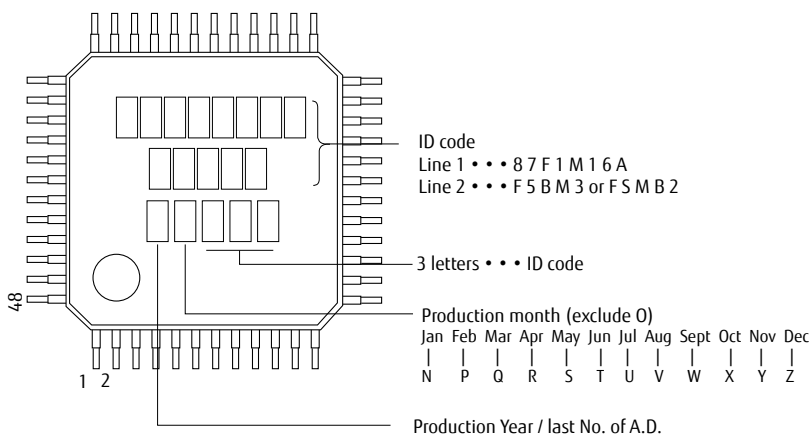 ID code
Line 1 • • • 8 7 F 1 M 1 6 A
Line 2 • • • F 5 B M 3 or F S M B 2
3 letters • • • ID code
48
Production month (exclude O)
Jan Feb Mar Apr May Jun Jul Aug Sept Oct Nov Dec
| | | | | | | | | | | |
N P Q R S T U V W X Y Z
1 2
Production Year / last No. of A.D.